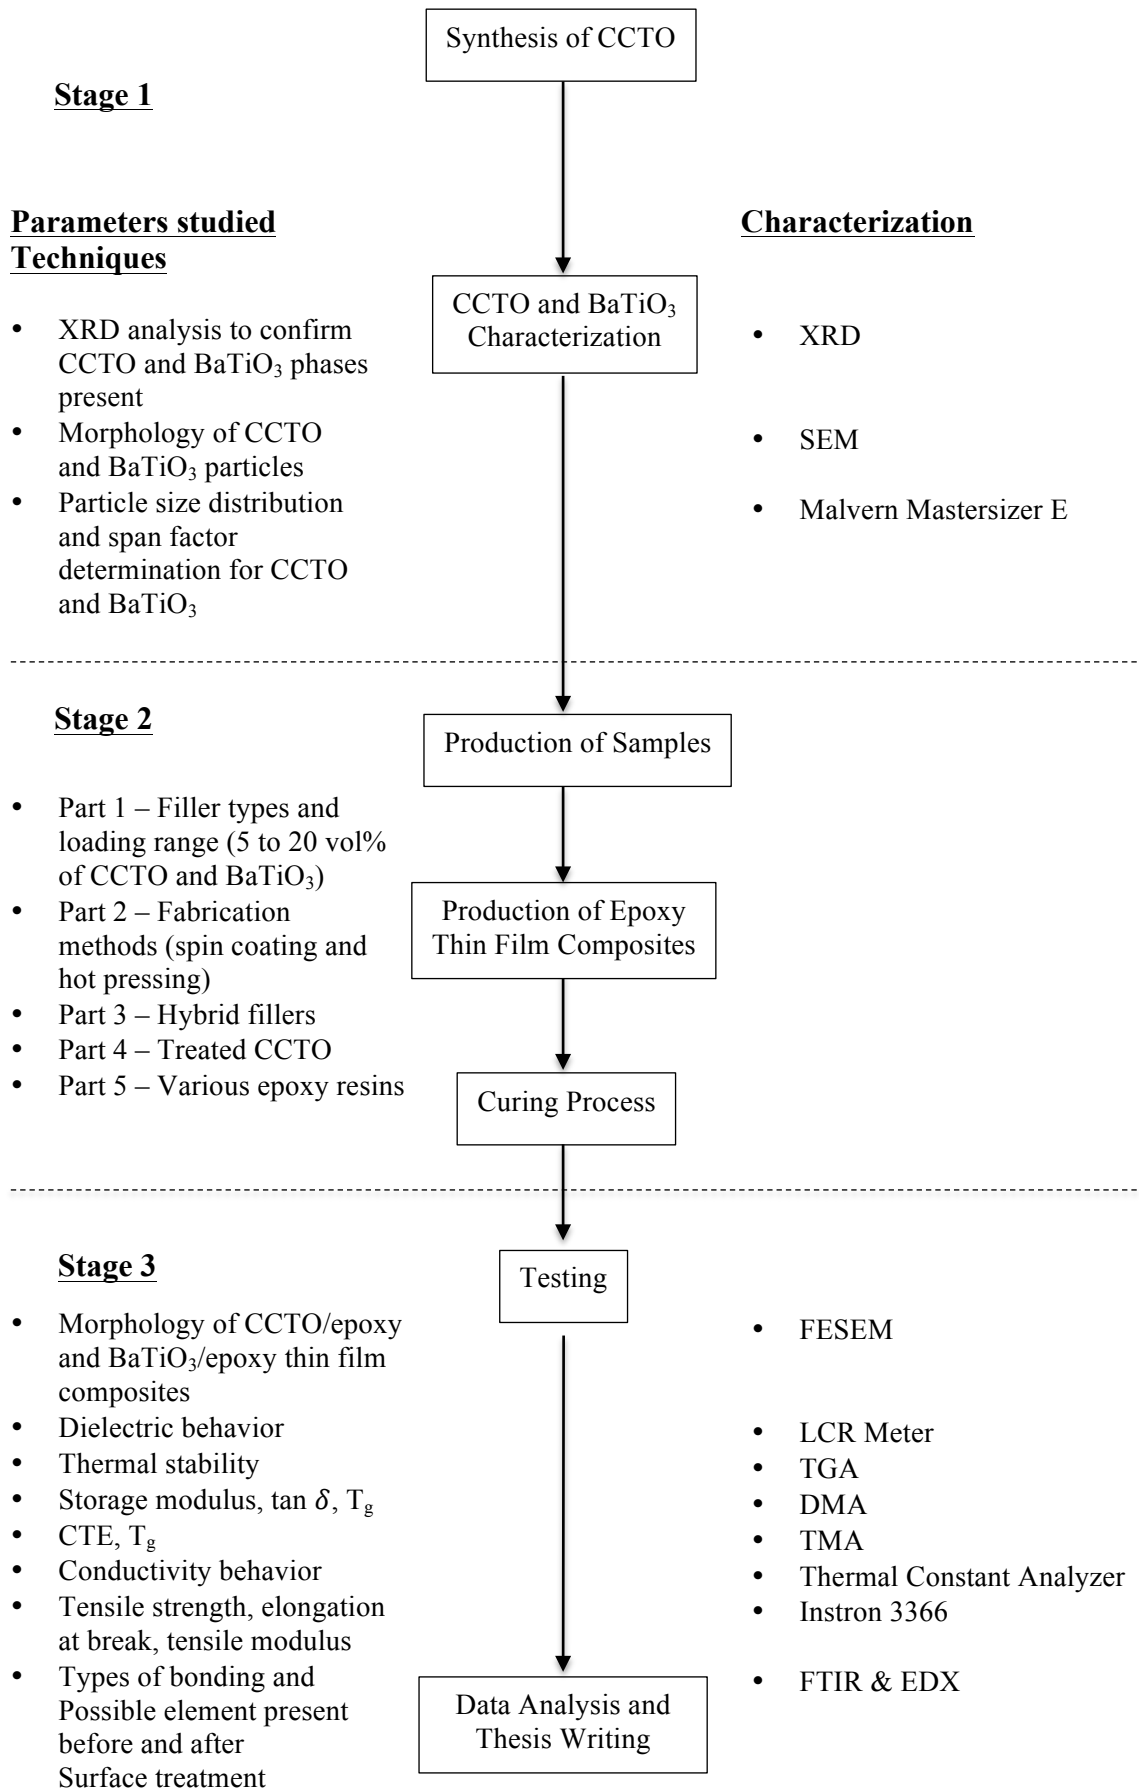 Synthesis of CCTO
Stage 1
Parameters studied
Techniques
Characterization
CCTO and BaTiO₃
Characterization
• XRD analysis to confirm
CCTO and BaTiO₃ phases
present
• Morphology of CCTO
and BaTiO₃ particles
• Particle size distribution
and span factor
determination for CCTO
and BaTiO₃
• XRD
• SEM
• Malvern Mastersizer E
Stage 2
Production of Samples
• Part 1 – Filler types and
loading range (5 to 20 vol%
of CCTO and BaTiO₃)
• Part 2 – Fabrication
methods (spin coating and
hot pressing)
• Part 3 – Hybrid fillers
• Part 4 – Treated CCTO
• Part 5 – Various epoxy resins
Production of Epoxy
Thin Film Composites
Curing Process
Stage 3
Testing
• Morphology of CCTO/epoxy
and BaTiO₃/epoxy thin film
composites
• Dielectric behavior
• Thermal stability
• Storage modulus, tan 𝛿, T₉
• CTE, T₉
• Conductivity behavior
• Tensile strength, elongation
at break, tensile modulus
• Types of bonding and
Possible element present
before and after
Surface treatment
• FESEM
• LCR Meter
• TGA
• DMA
• TMA
• Thermal Constant Analyzer
• Instron 3366
• FTIR & EDX
Data Analysis and
Thesis Writing